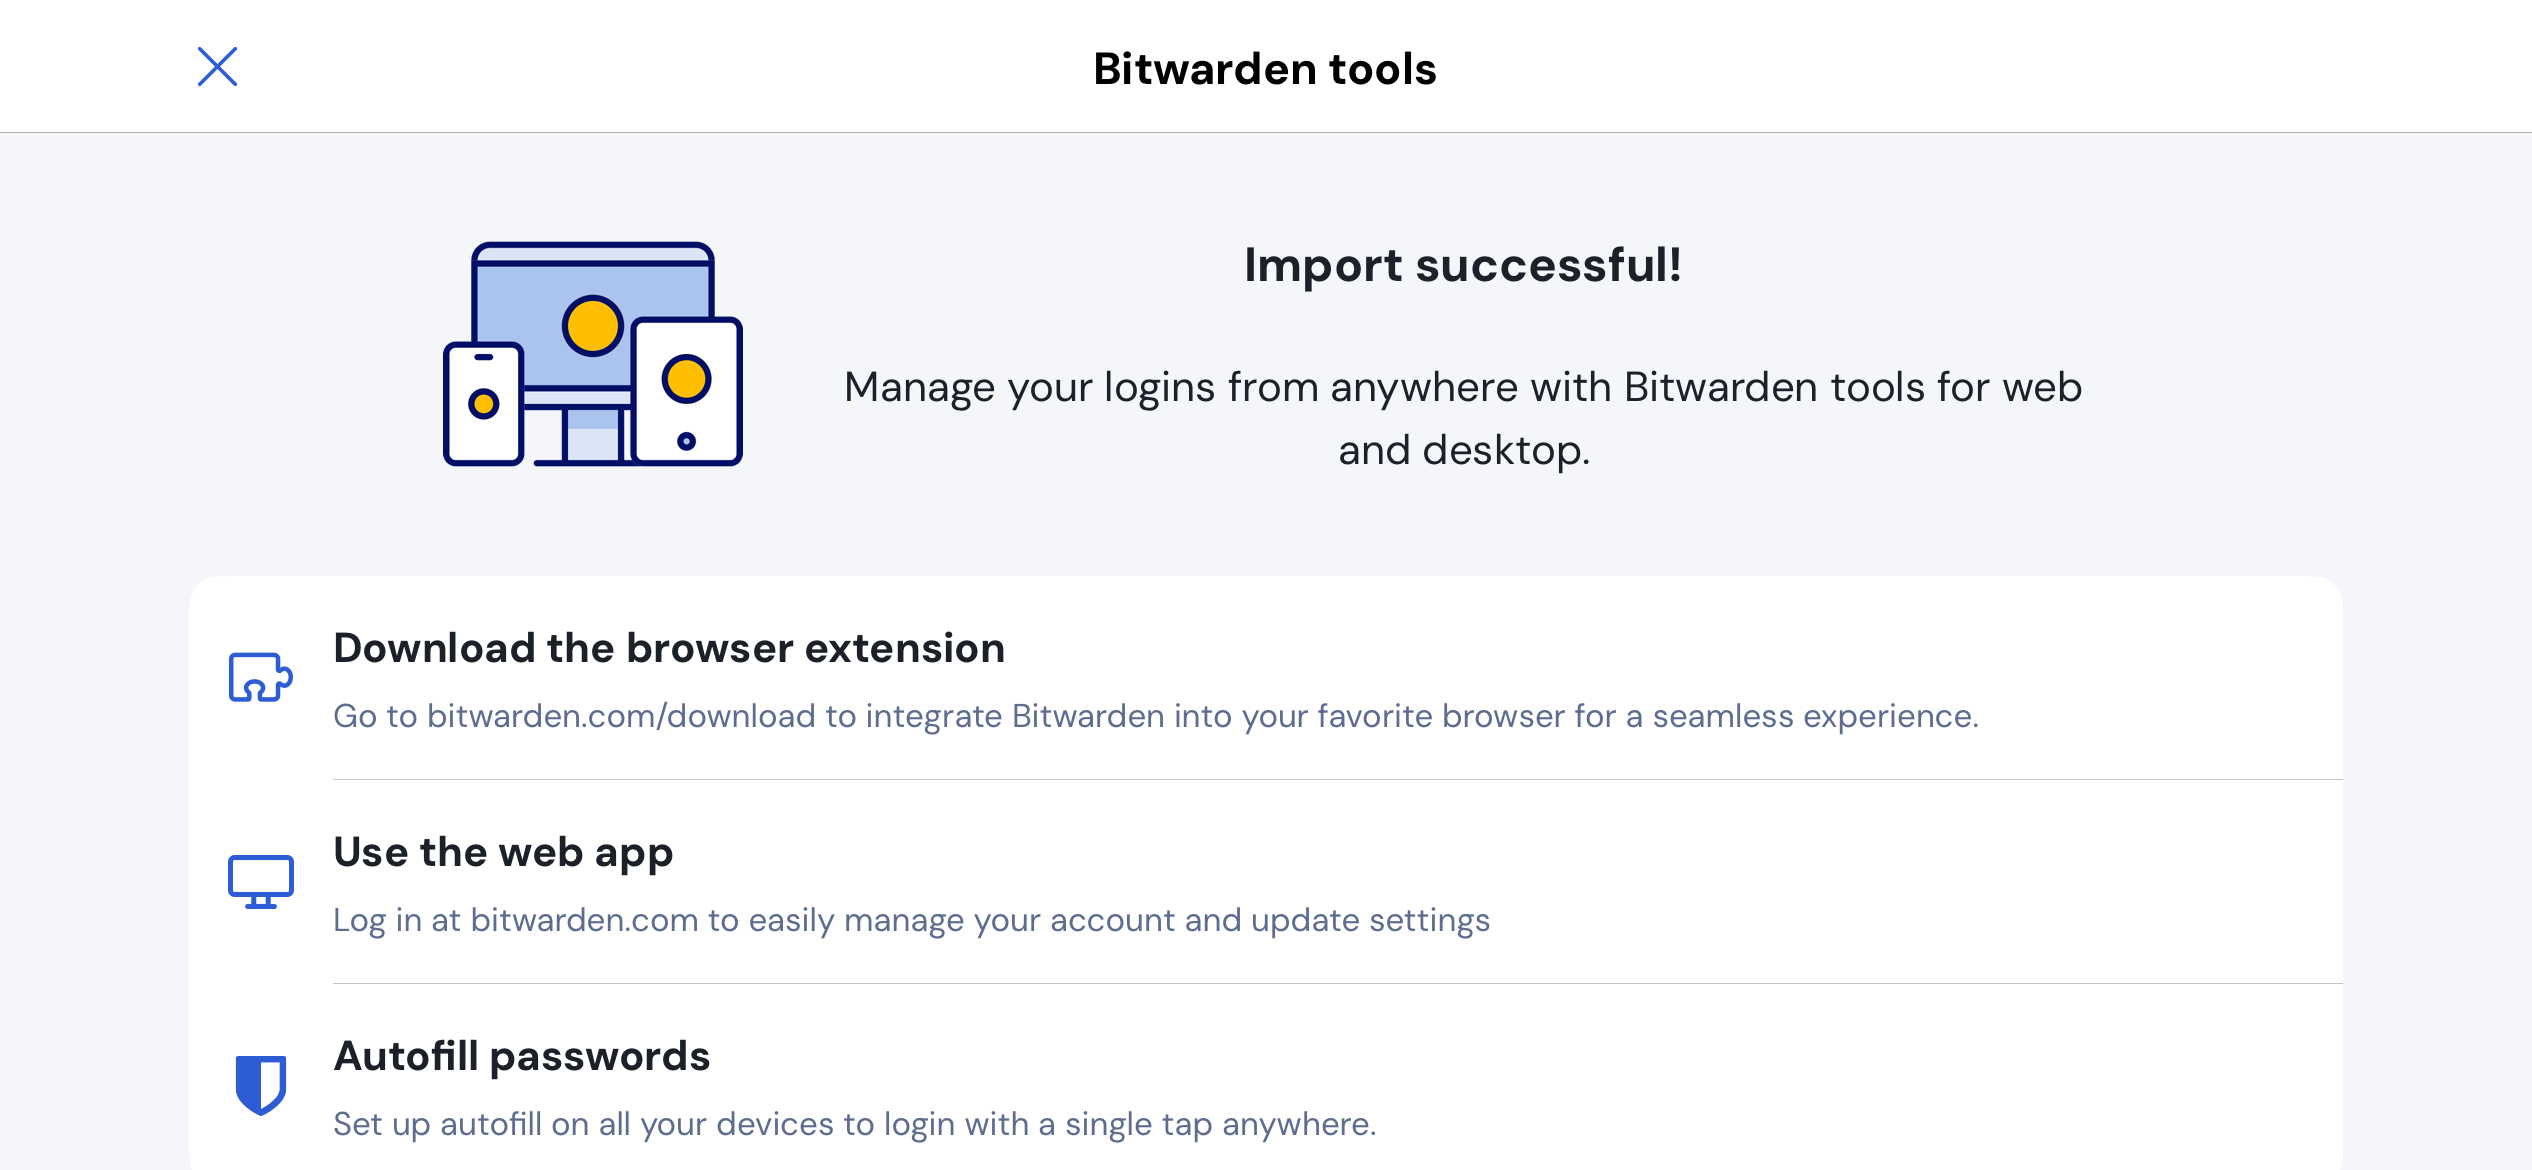 Bitwarden tools
Import successful!
Manage your logins from anywhere with Bitwarden tools for web
and desktop.
Download the browser extension
Go to bitwarden.com/download to integrate Bitwarden into your favorite browser for a seamless experience.
Use the web app
Log in at bitwarden.com to easily manage your account and update settings
Autofill passwords
Set up autofill on all your devices to login with a single tap anywhere.